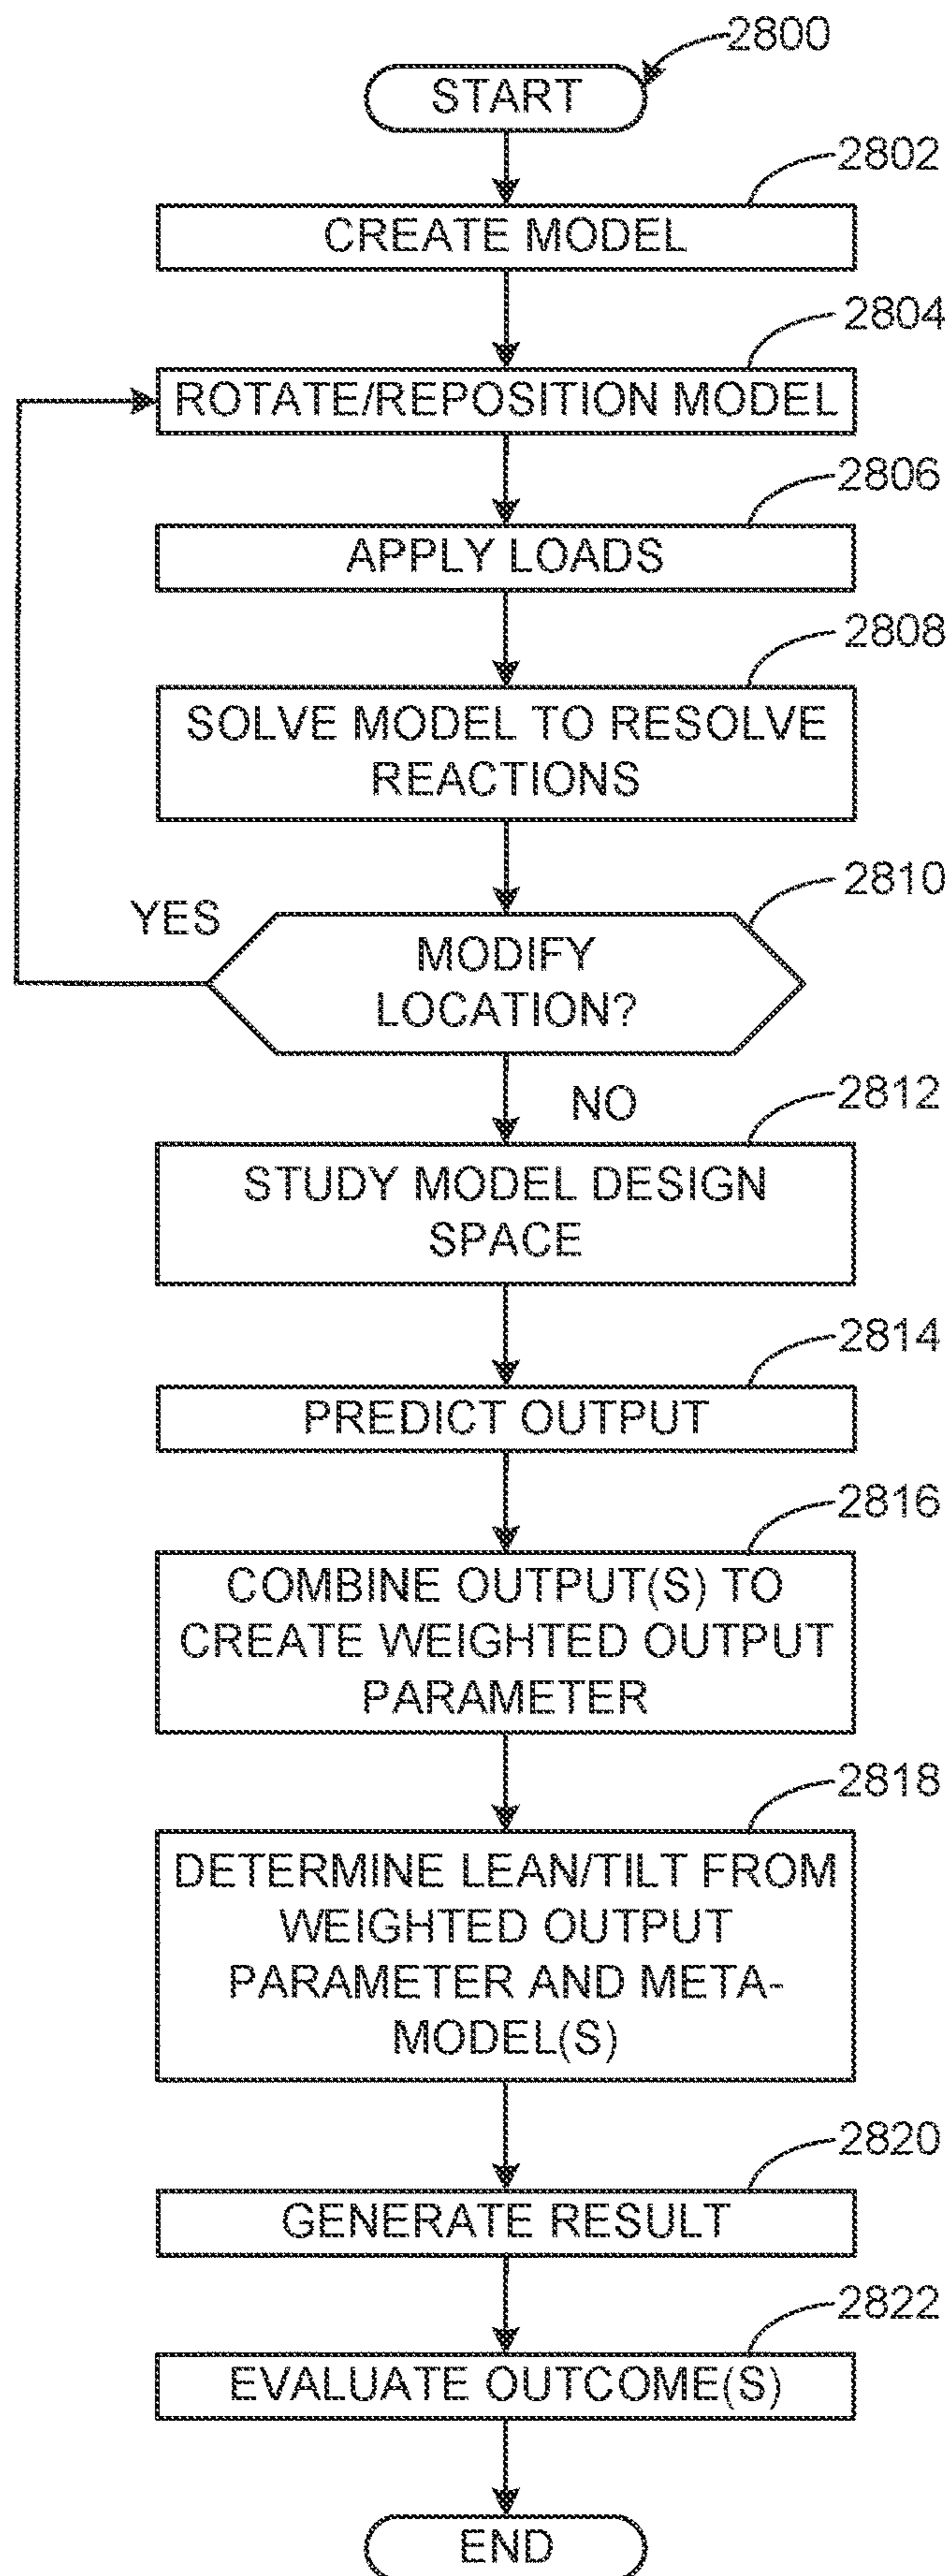 2800
START
2802
CREATE MODEL
2804
ROTATE/REPOSITION MODEL
2806
APPLY LOADS
2808
SOLVE MODEL TO RESOLVE
REACTIONS
2810
YES
MODIFY
LOCATION?
NO
2812
STUDY MODEL DESIGN
SPACE
2814
PREDICT OUTPUT
2816
COMBINE OUTPUT(S) TO
CREATE WEIGHTED OUTPUT
PARAMETER
2818
DETERMINE LEAN/TILT FROM
WEIGHTED OUTPUT
PARAMETER AND META-
MODEL(S)
2820
GENERATE RESULT
2822
EVALUATE OUTCOME(S)
END